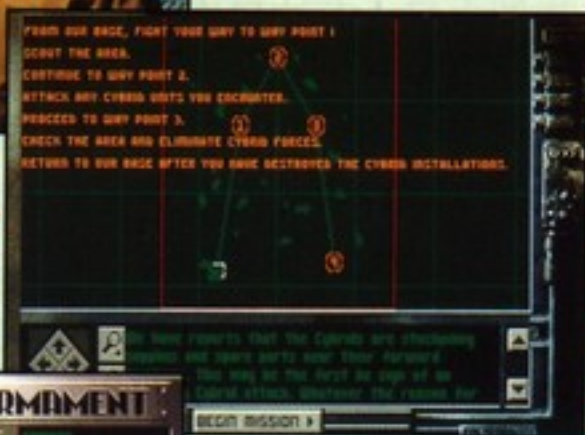 FROM OUR BASE, FIGHT YOUR WAY TO WAY POINT 1
SCOUT THE AREA.
CONTINUE TO WAY POINT 2.
ATTACK ANY CYBRID UNITS YOU ENCOUNTER.
PROCEED TO WAY POINT 3.
CHECK THE AREA AND ELIMINATE CYBRID FORCES.
RETURN TO OUR BASE AFTER YOU HAVE DESTROYED THE CYBRID INSTALLATIONS.
2
1
3
4
We have reports that the Cybrids are stockpiling
supplies and spare parts near their forward
This may be the first sign of an
Cybrid attack. Whatever the reason for
RMAMENT
BEGIN MISSION